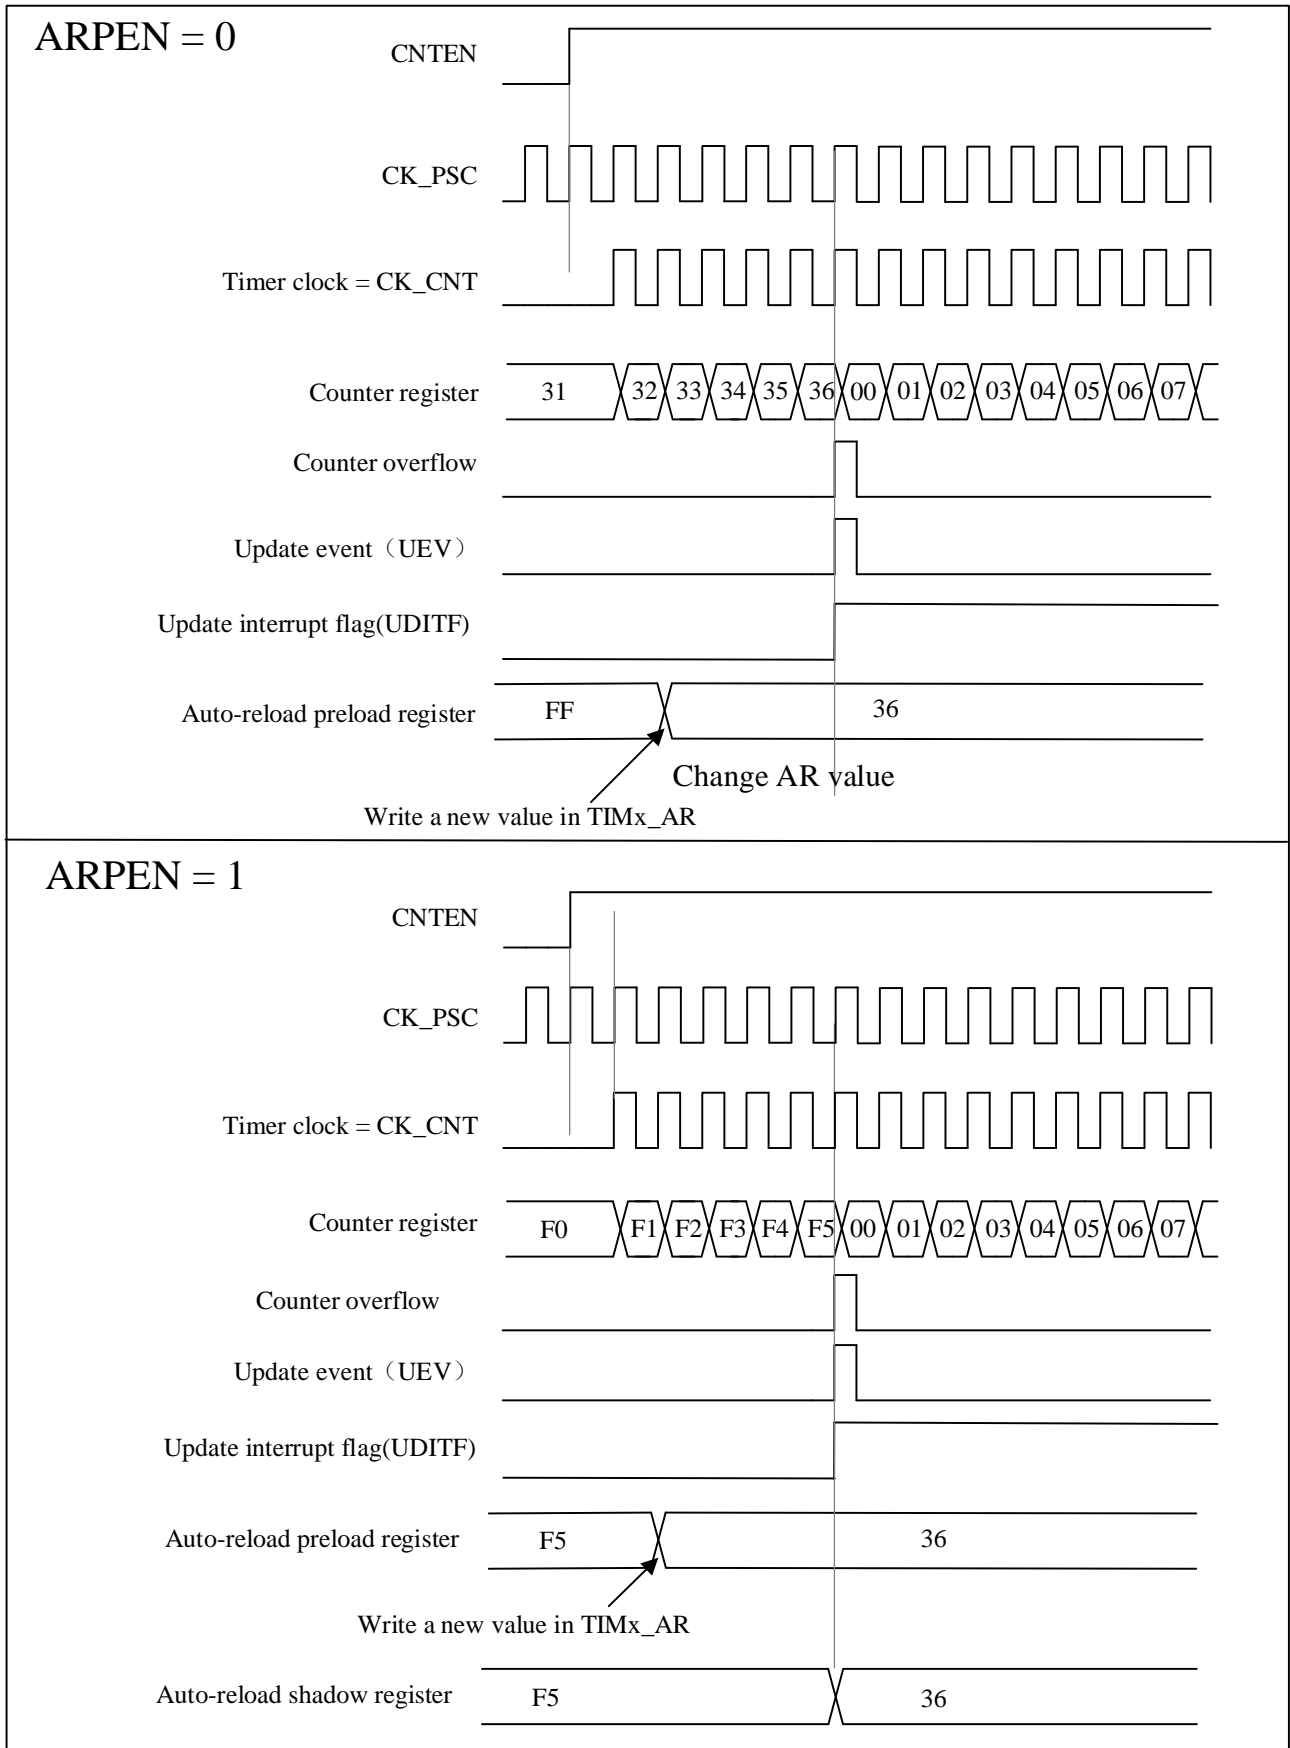 ARPEN = 0
CNTEN
CK_PSC
Timer clock = CK_CNT
Counter register 31 32 33 34 35 36 00 01 02 03 04 05 06 07
Counter overflow
Update event（UEV）
Update interrupt flag(UDITF)
Auto-reload preload register FF 36
Change AR value
Write a new value in TIMx_AR
ARPEN = 1
CNTEN
CK_PSC
Timer clock = CK_CNT
Counter register F0 F1 F2 F3 F4 F5 00 01 02 03 04 05 06 07
Counter overflow
Update event（UEV）
Update interrupt flag(UDITF)
Auto-reload preload register F5 36
Write a new value in TIMx_AR
Auto-reload shadow register F5 36